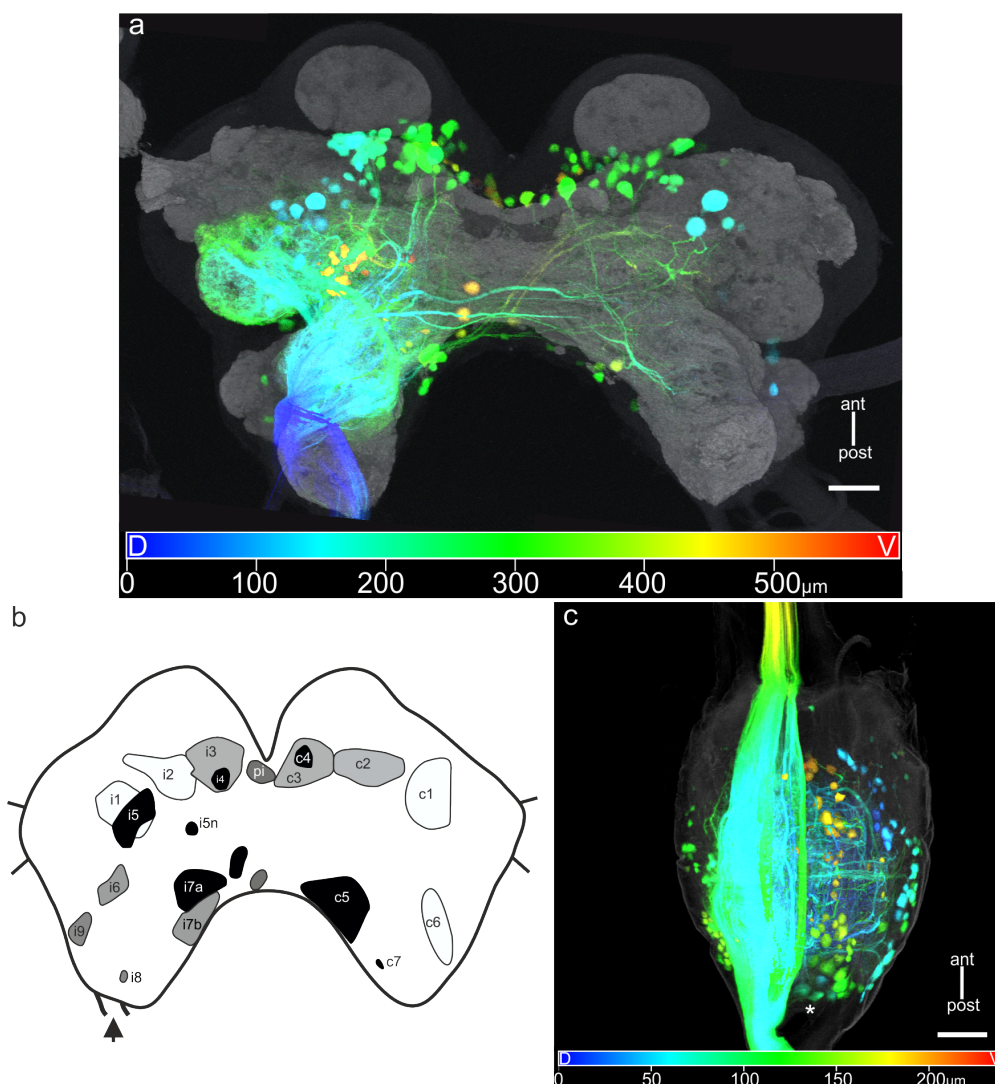 a
ant
post
D V
0 100 200 300 400 500μm
b
c
i3
c4
pi
i2
i4
c3
c2
i1
i5
c1
i5n
i6
i7a
c5
i9
i7b
c6
c7
i8
ant
post
*
D V
0 50 100 150 200μm